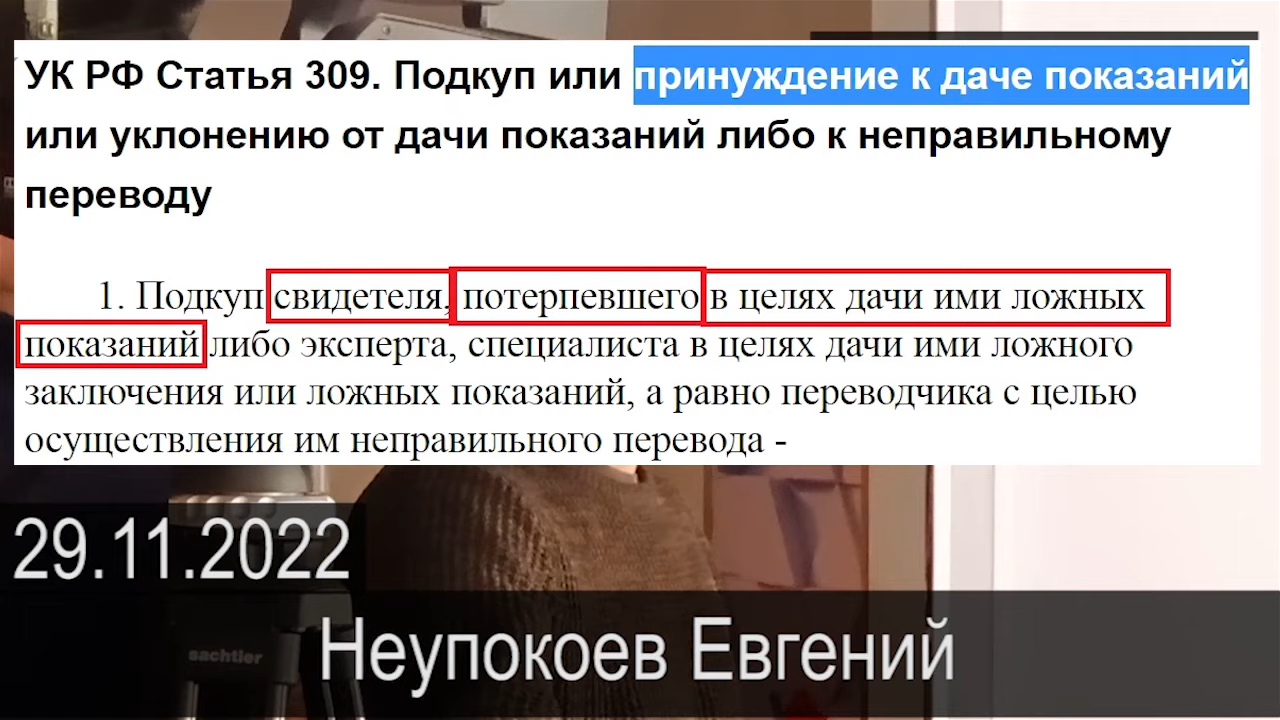 УК РФ Статья 309. Подкуп или принуждение к даче показаний
или уклонению от дачи показаний либо к неправильному
переводу
1. Подкуп свидетеля, потерпевшего в целях дачи ими ложных
показаний либо эксперта, специалиста в целях дачи ими ложного
заключения или ложных показаний, а равно переводчика с целью
осуществления им неправильного перевода -
29.11.2022
sachtler
Неупокоев Евгений